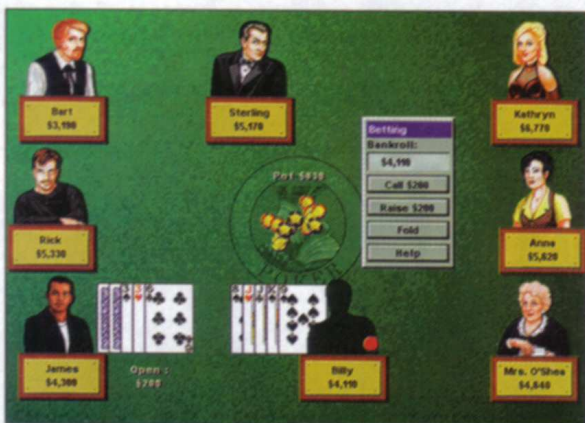 Bart
$3,190
Sterling
$5,170
Kathryn
$6,770
Betting
Bankroll:
$4,110
Call $200
Raise $200
Fold
Help
Pot $830
POKER
Rick
$5,330
Anne
$5,620
James
$4,300
Open :
$200
Billy
$4,110
Mrs. O'Shea
$4,640